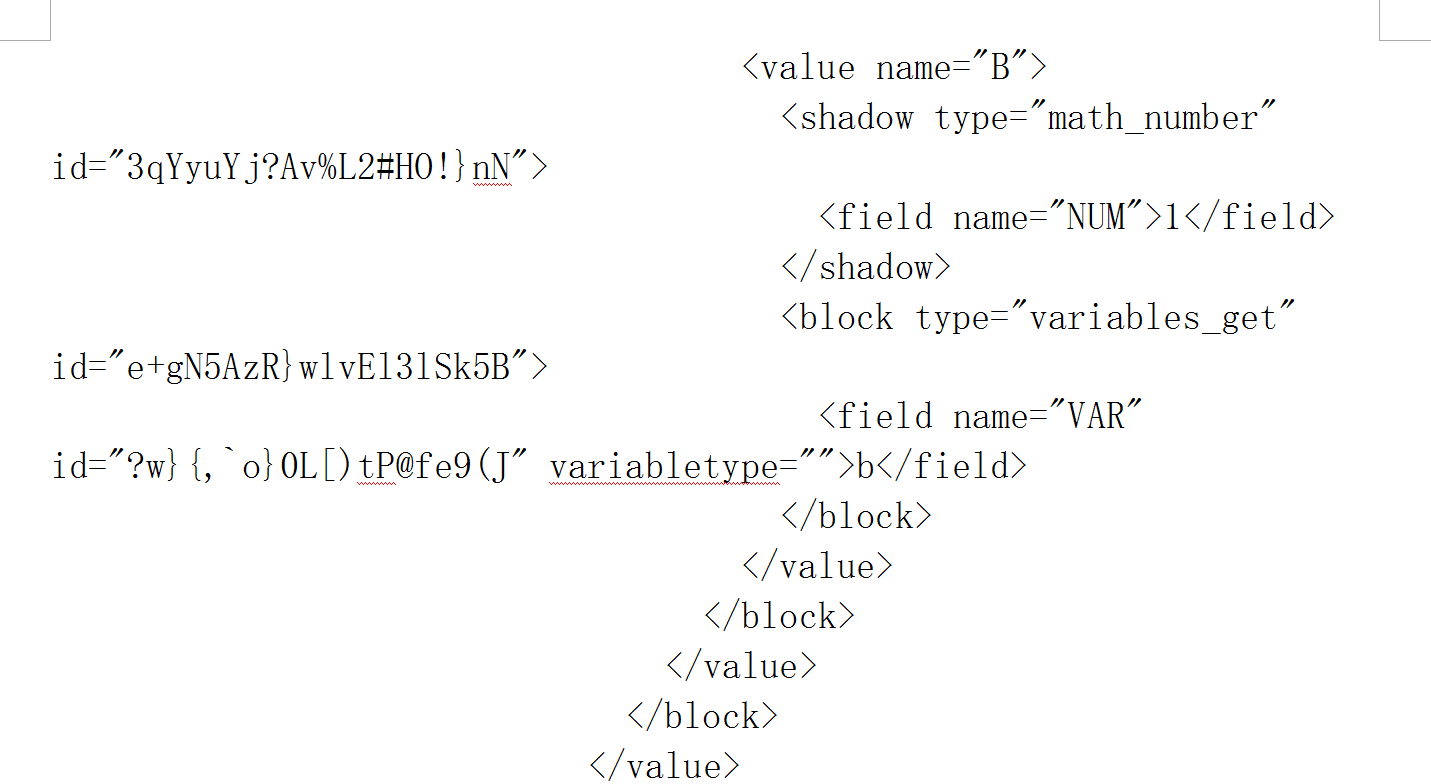 <value name="B">
<shadow type="math_number"
id="3qYyuYj?Av%L2#HO!}nN">
<field name="NUM">1</field>
</shadow>
<block type="variables_get"
id="e+gN5AzR}wlvEl3lSk5B">
<field name="VAR"
id="?w}{,`o}0L[)tP@fe9(J" variabletype="">b</field>
</block>
</value>
</block>
</value>
</block>
</value>